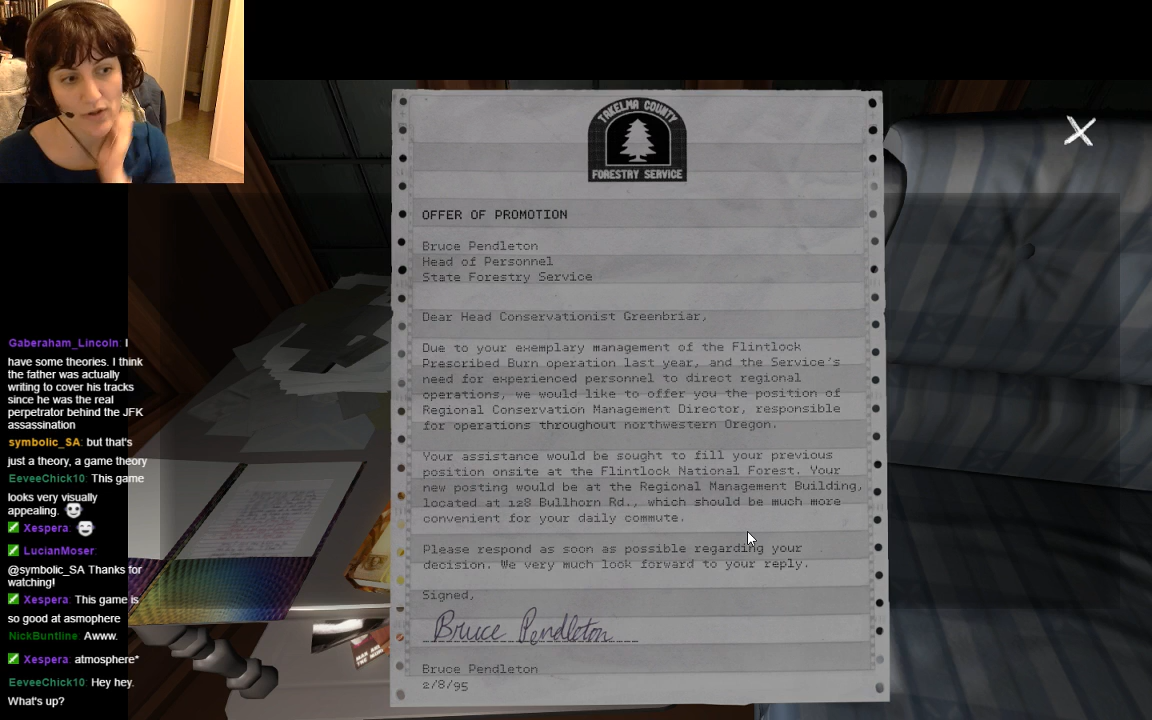 TAKELMA COUNTY
FORESTRY SERVICE
OFFER OF PROMOTION
Bruce Pendleton
Head of Personnel
State Forestry Service
Dear Head Conservationist Greenbriar,
Due to your exemplary management of the Flintlock
Prescribed Burn operation last year, and the Service's
need for experienced personnel to direct regional
operations, we would like to offer you the position of
Regional Conservation Management Director, responsible
for operations throughout northwestern Oregon.
Your assistance would be sought to fill your previous
position onsite at the Flintlock National Forest. Your
new posting would be at the Regional Management Building,
located at 128 Bullhorn Rd., which should be much more
convenient for your daily commute.
Please respond as soon as possible regarding your
decision. We very much look forward to your reply.
Signed,
Bruce Pendleton
Bruce Pendleton
2/8/95
Gaberaham_Lincoln: I
have some theories. I think
the father was actually
writing to cover his tracks
since he was the real
perpetrator behind the JFK
assassination
symbolic_SA: but that's
just a theory, a game theory
EeveeChick10: This game
looks very visually
appealing.
Xespera:
LucianMoser:
@symbolic_SA Thanks for
watching!
Xespera: This game is
so good at asmophere
NickBuntline: Awww.
Xespera: atmosphere*
EeveeChick10: Hey hey.
What's up?